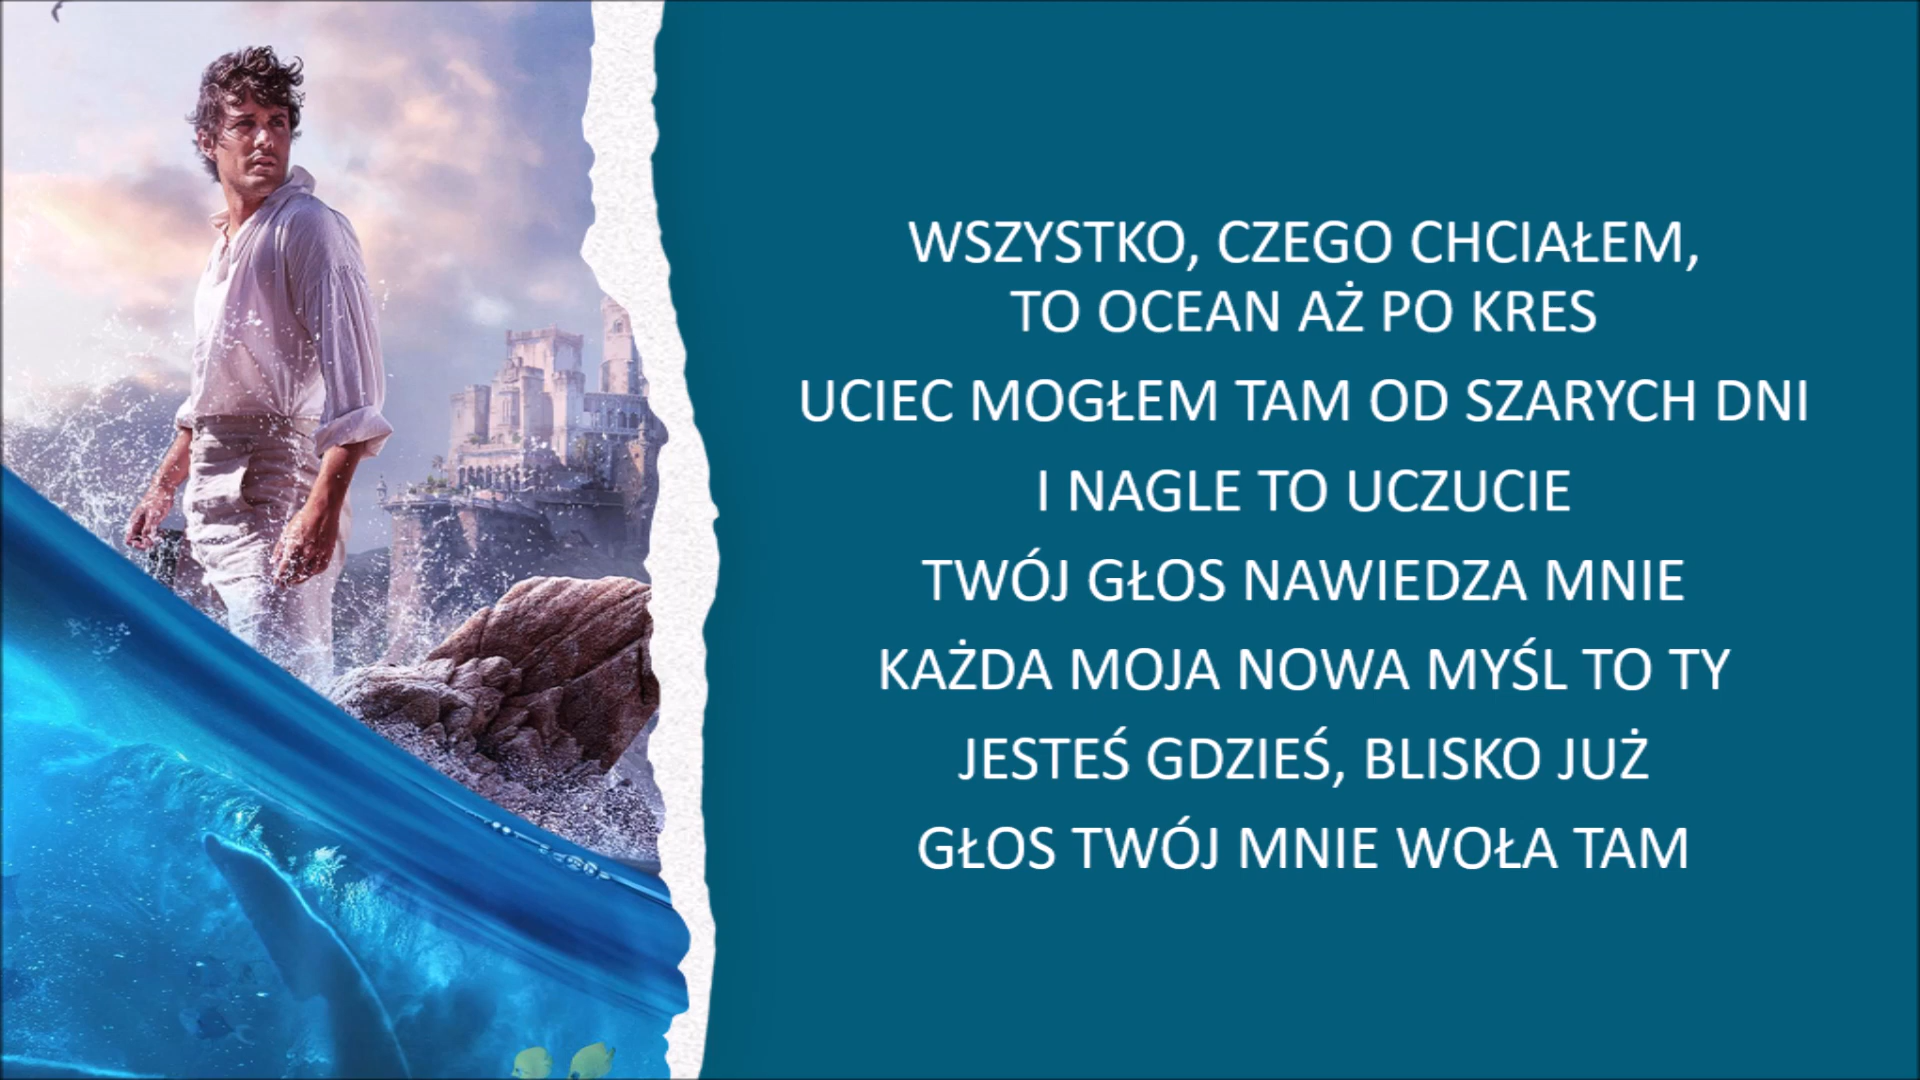 WSZYSTKO, CZEGO CHCIAŁEM,
TO OCEAN AŻ PO KRES
UCIEC MOGŁEM TAM OD SZARYCH DNI
I NAGLE TO UCZUCIE
TWÓJ GŁOS NAWIEDZA MNIE
KAŻDA MOJA NOWA MYŚL TO TY
JESTEŚ GDZIEŚ, BLISKO JUŻ
GŁOS TWÓJ MNIE WOŁA TAM